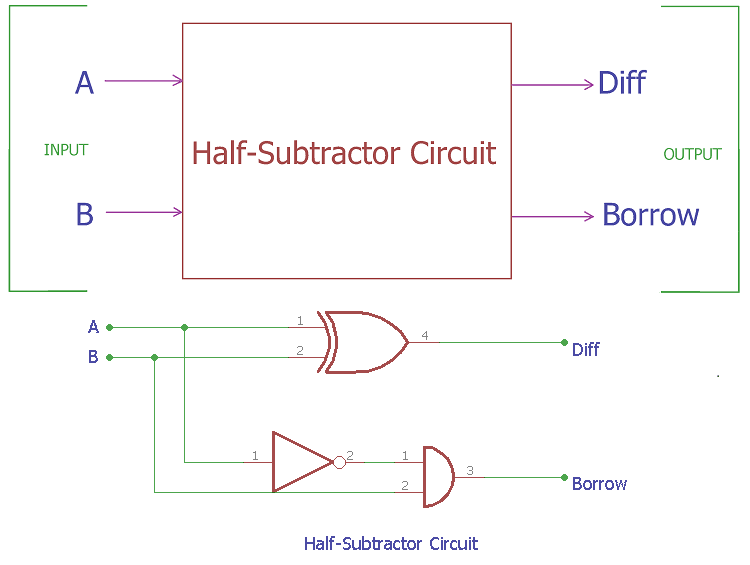 A
Diff
INPUT
Half-Subtractor Circuit
OUTPUT
B
Borrow
A
1
4
B
2
Diff
1
2
1
3
2
Borrow
Half-Subtractor Circuit